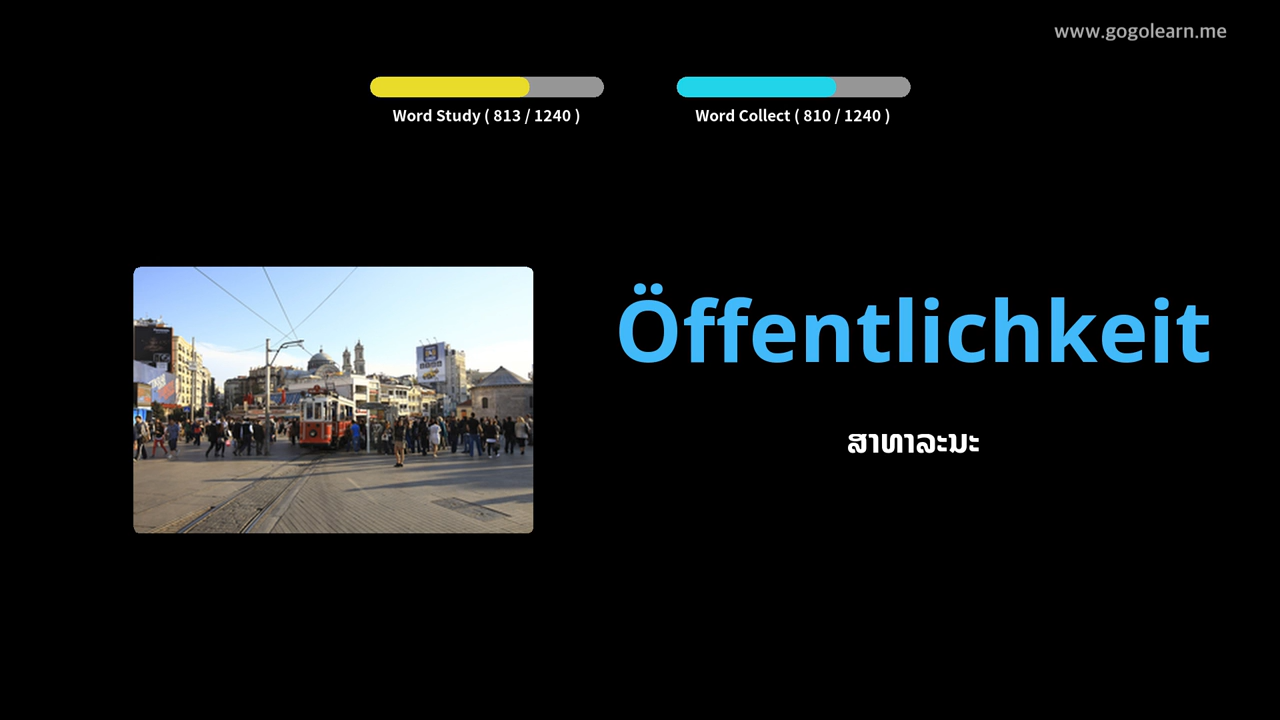 www.gogolearn.me
Word Study ( 813 / 1240 )
Word Collect ( 810 / 1240 )
Öffentlichkeit
ສາທາລະນະ